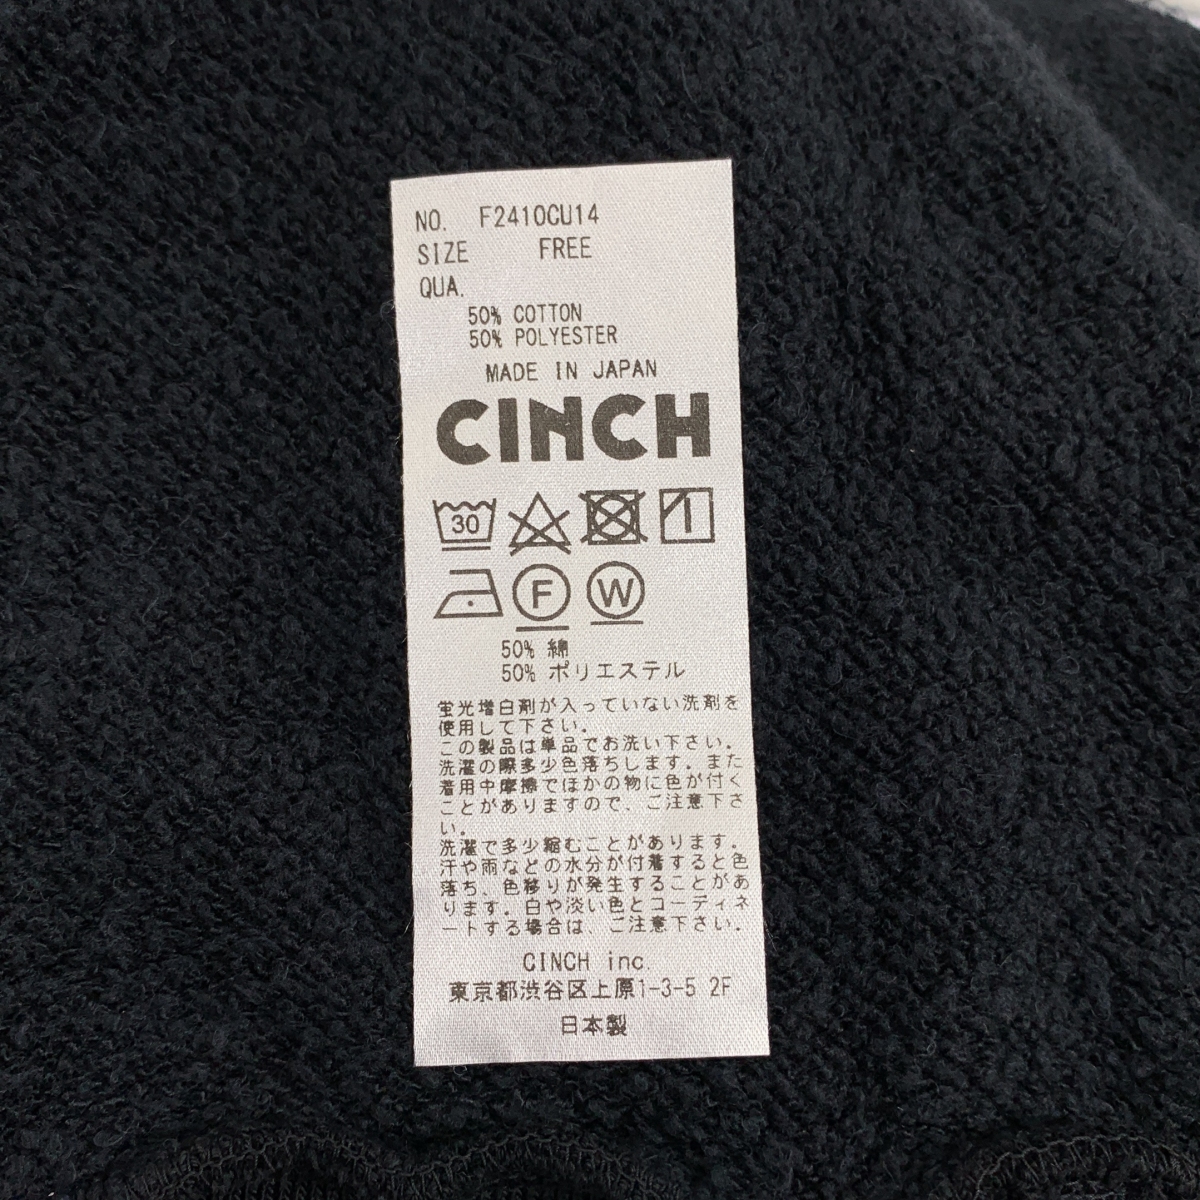 NO. F2410CU14
SIZE FREE
QUA.
50% COTTON
50% POLYESTER
MADE IN JAPAN
CINCH
30
F W
50% 綿
50% ポリエステル
蛍光増白剤が入っていない洗剤を
使用して下さい。
この製品は単品でお洗い下さい。
洗濯の際多少色落ちします。また
着用中摩擦でほかの物に色が付く
ことがありますので、ご注意下さ
い。
洗濯で多少縮むことがあります。
汗や雨などの水分が付着すると色
落ち、色移りが発生することがあ
ります。白や淡い色とコーディネ
ートする場合は、ご注意下さい。
CINCH inc.
東京都渋谷区上原1-3-5 2F
日本製